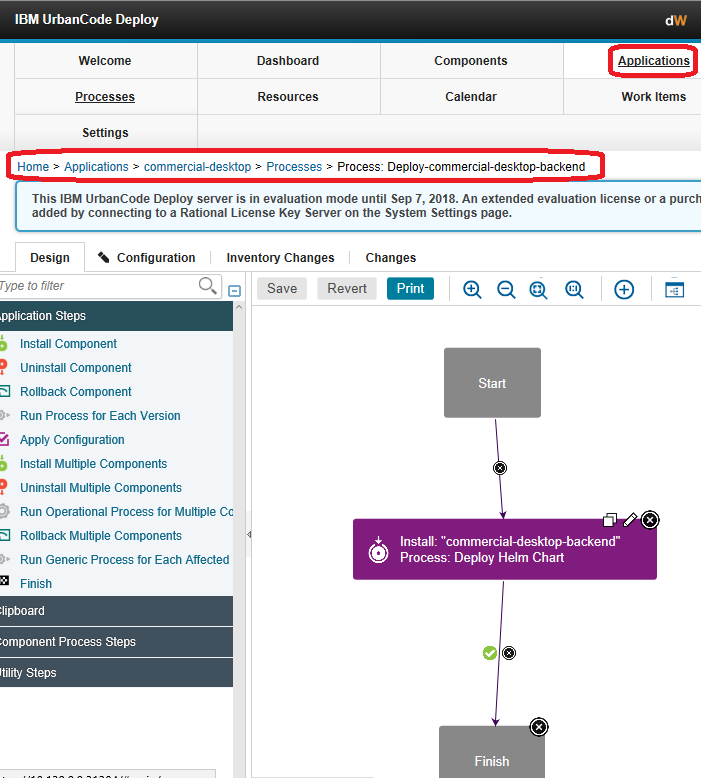 IBM UrbanCode Deploy
dW
Welcome Dashboard Components Applications
Processes Resources Calendar Work Items
Settings
Home > Applications > commercial-desktop > Processes > Process: Deploy-commercial-desktop-backend
This IBM UrbanCode Deploy server is in evaluation mode until Sep 7, 2018. An extended evaluation license or a purch
added by connecting to a Rational License Key Server on the System Settings page.
Design Configuration Inventory Changes Changes
Type to filter
Save Revert Print
pplication Steps
Install Component
Uninstall Component
Rollback Component
Run Process for Each Version
Apply Configuration
Install Multiple Components
Uninstall Multiple Components
Run Operational Process for Multiple Co
Rollback Multiple Components
Run Generic Process for Each Affected
Finish
lipboard
omponent Process Steps
tility Steps
Start
Install: "commercial-desktop-backend"
Process: Deploy Helm Chart
Finish